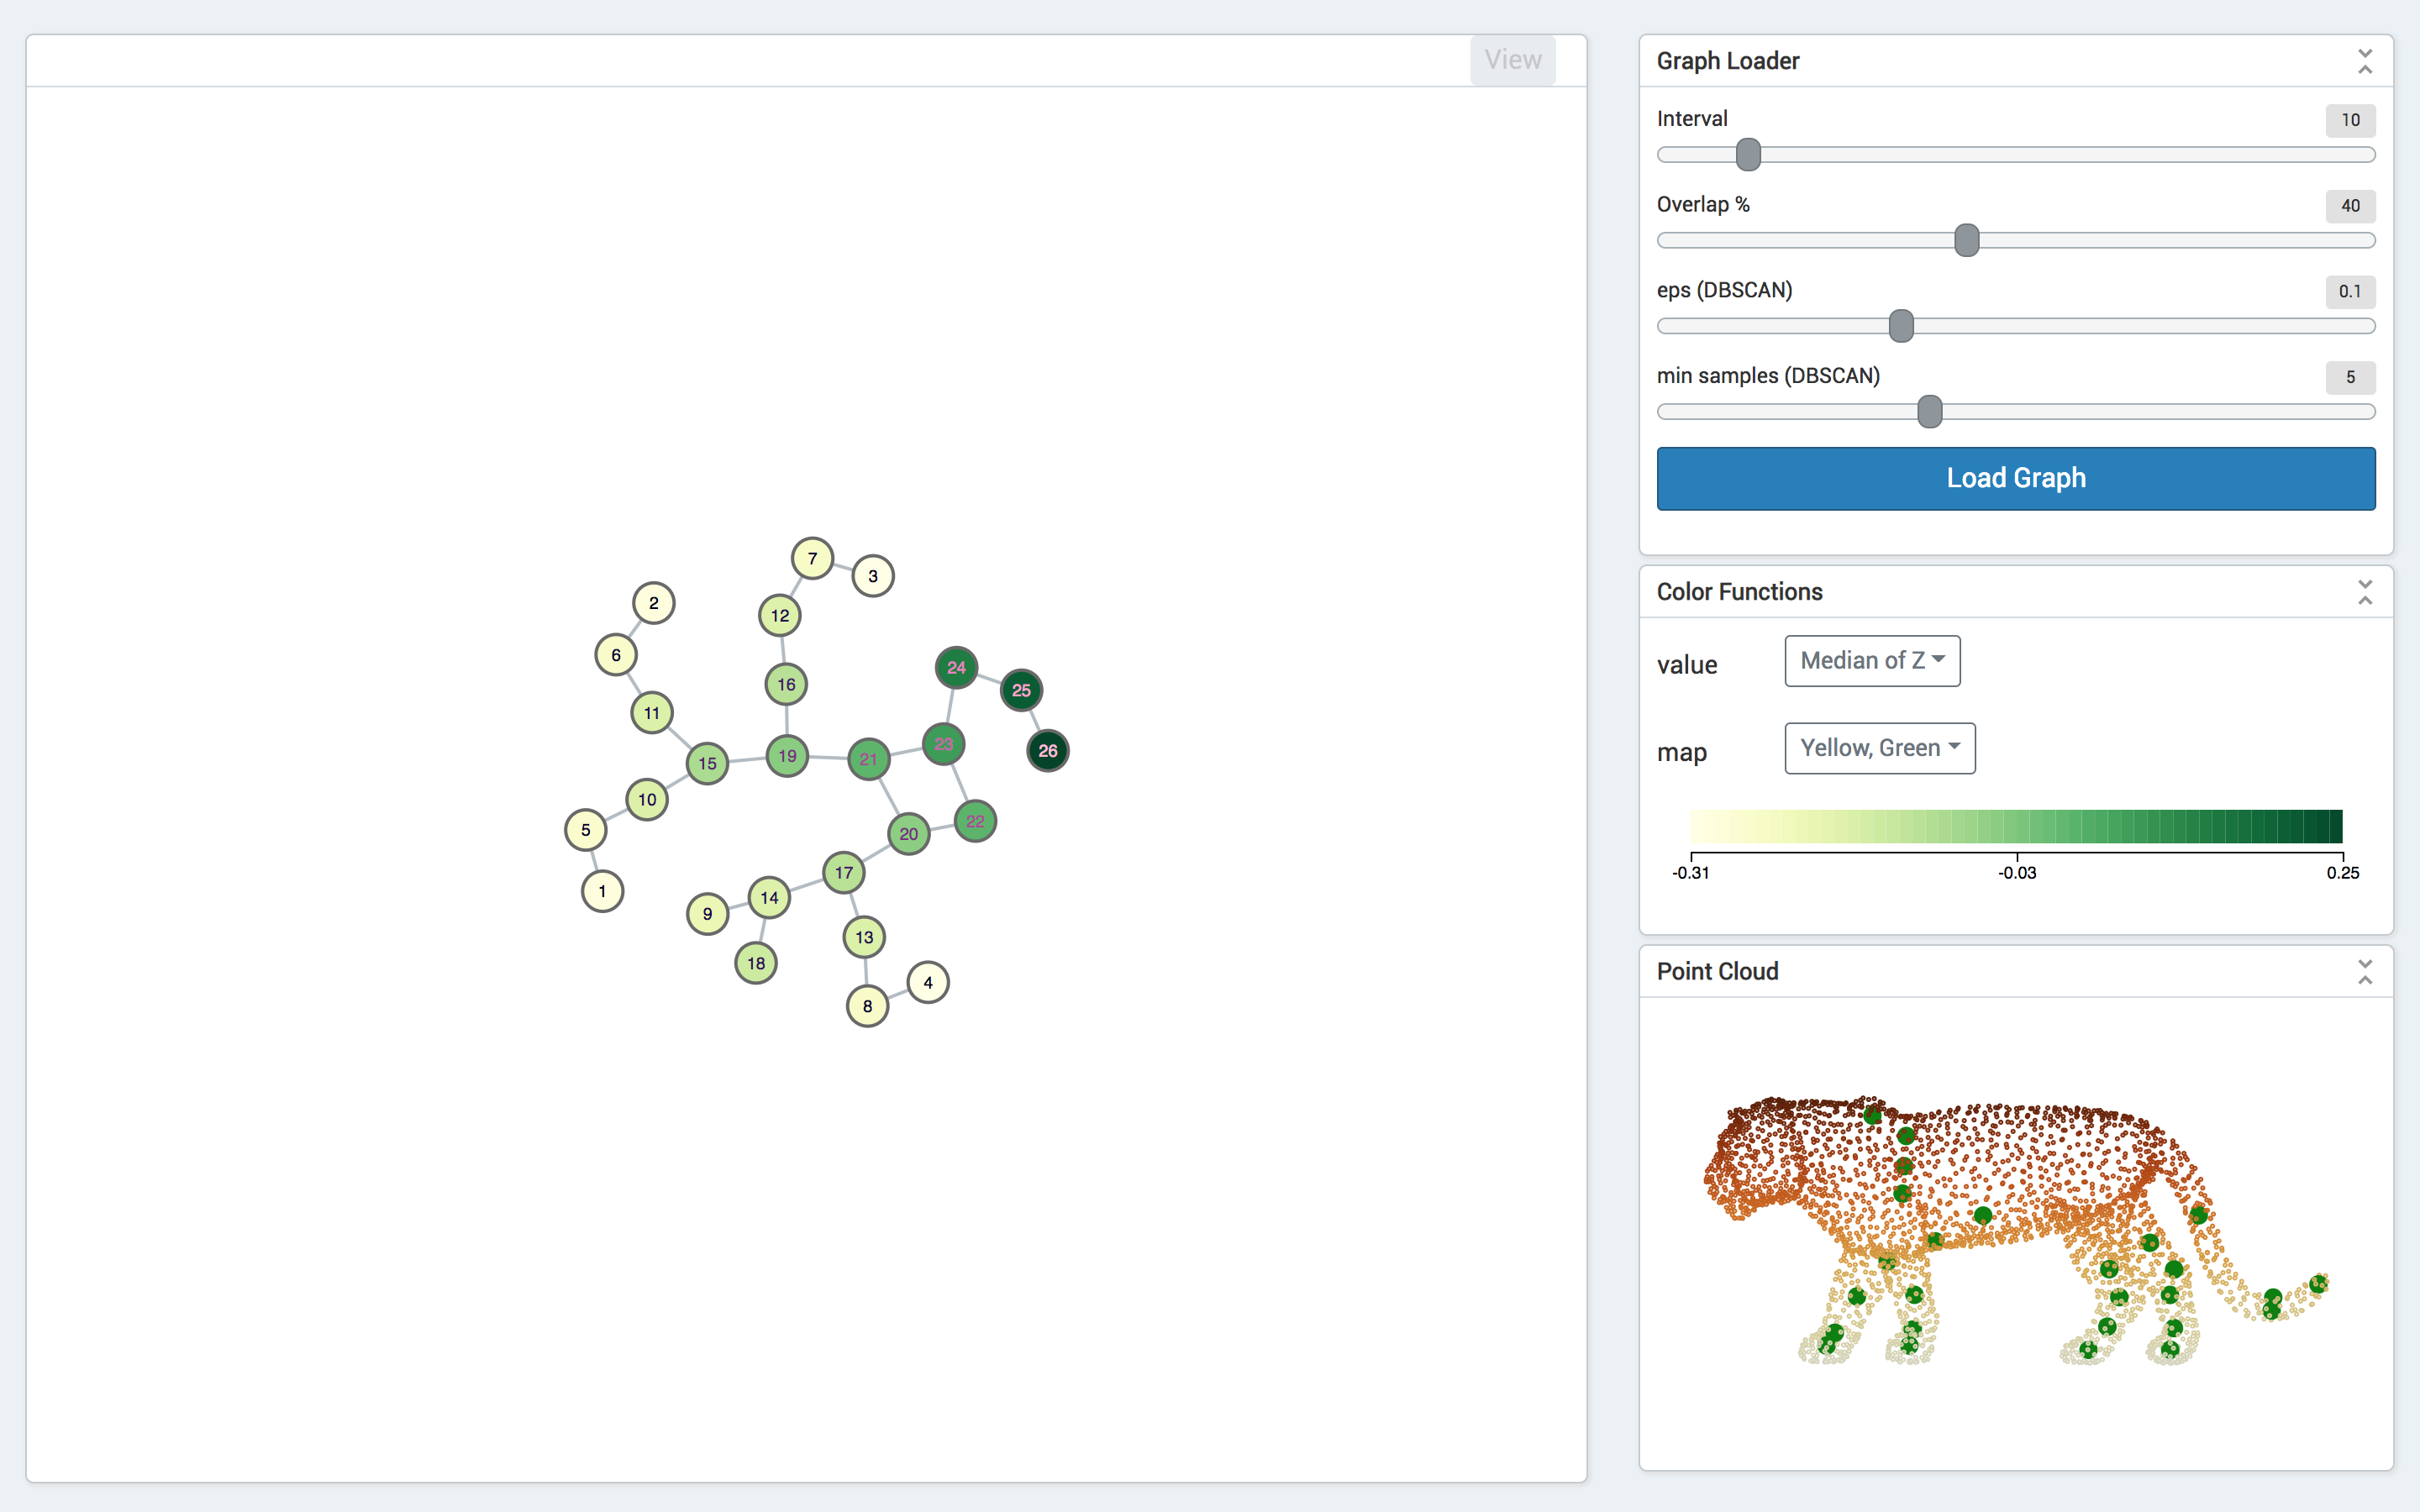 View
7
3
2
12
6
24
16
25
11
23
26
19
21
15
10
22
5
20
17
1
14
9
13
18
4
8
Graph Loader
Interval 10
Overlap % 40
eps (DBSCAN) 0.1
min samples (DBSCAN) 5
Load Graph
Color Functions
value Median of Z
map Yellow, Green
-0.31 -0.03 0.25
Point Cloud